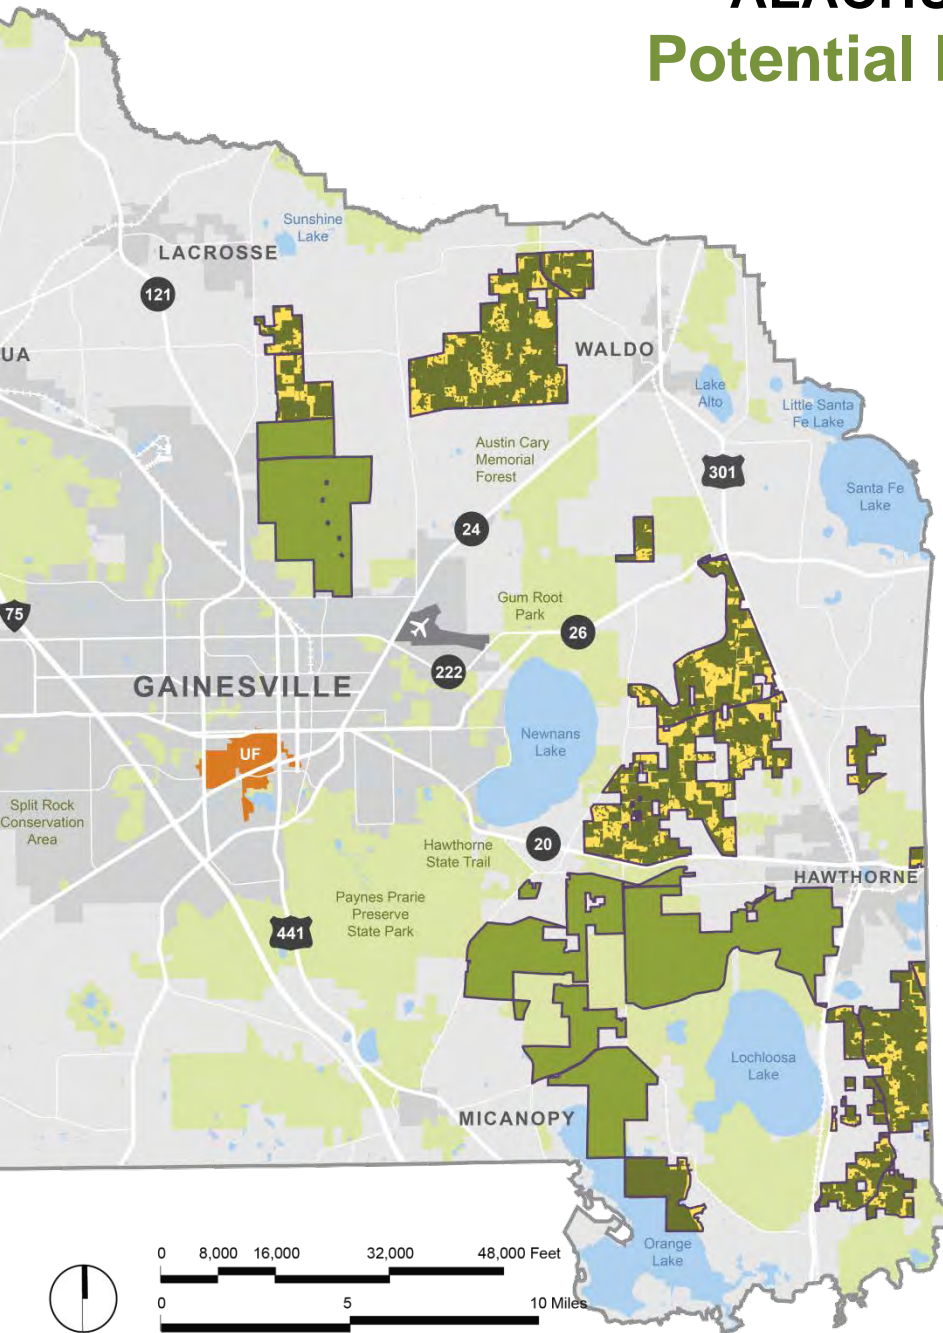 Potential
Sunshine
Lake
LACROSSE
121
UA
WALDO
Lake
Alto
Little Santa
Fe Lake
Austin Cary
Memorial
Forest
301
Santa Fe
Lake
24
75
Gum Root
Park
26
222
GAINESVILLE
Newnans
Lake
UF
Split Rock
Conservation
Area
Hawthorne
State Trail
20
HAWTHORNE
Paynes Prarie
Preserve
State Park
441
Lochloosa
Lake
MICANOPY
Orange
Lake
0 8,000 16,000 32,000 48,000 Feet
0 5 10 Miles